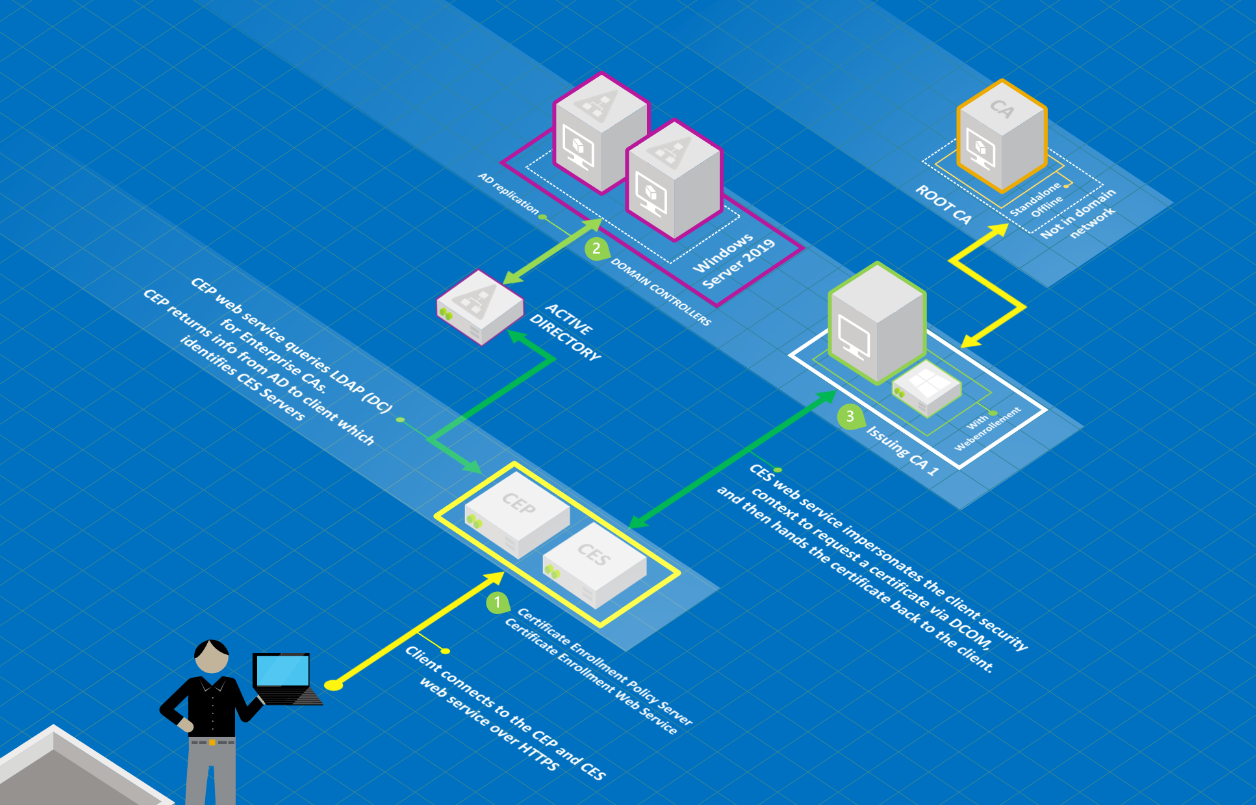 CA
ROOT CA
Standalone
Offline
Not in domain
network
AD replication
2
DOMAIN CONTROLLERS
Windows
Server 2019
ACTIVE
DIRECTORY
CEP web service queries LDAP (DC)
for Enterprise CAs.
CEP returns info from AD to client which
identifies CES Servers
3
Issuing CA 1
With
Webenrollement
CES web service impersonates the client security
context to request a certificate via DCOM,
and then hands the certificate back to the client.
CEP
CES
1
Certificate Enrollment Policy Server
Certificate Enrollment Web Service
Client connects to the CEP and CES
web service over HTTPS